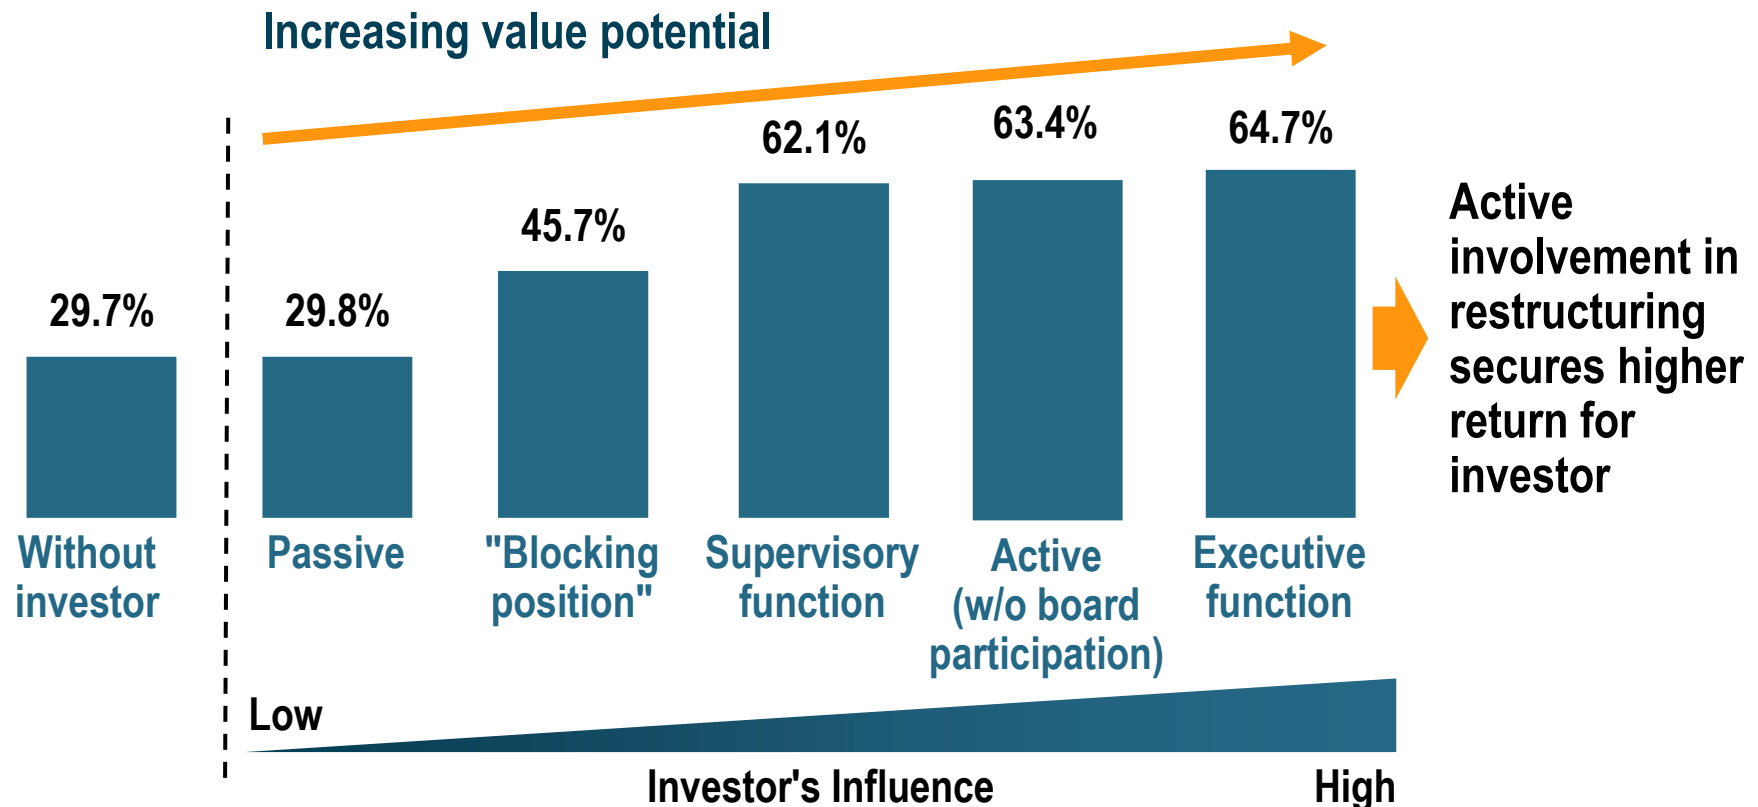 Increasing value potential
29.7%
29.8%
45.7%
62.1%
63.4%
64.7%
Without
investor
Passive
"Blocking
position"
Supervisory
function
Active
(w/o board
participation)
Executive
function
Active
involvement in
restructuring
secures higher
return for
investor
Low
Investor's Influence
High